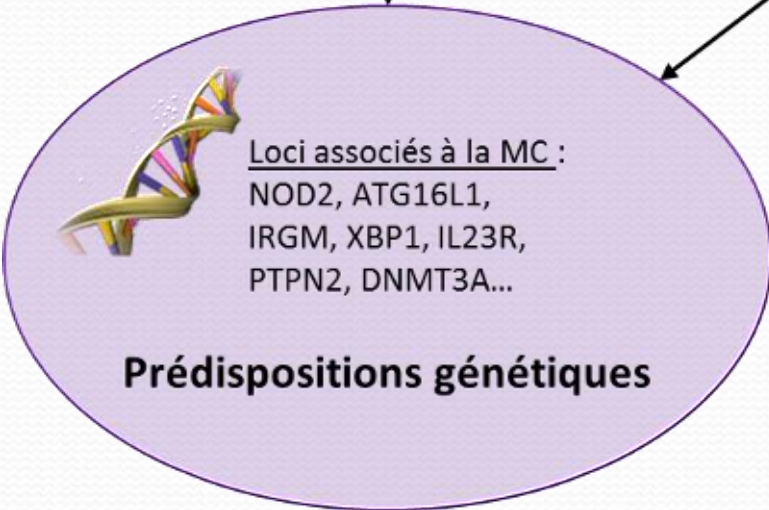 Loci associés à la MC :
NOD2, ATG16L1,
IRGM, XBP1, IL23R,
PTPN2, DNMT3A...
Prédispositions génétiques